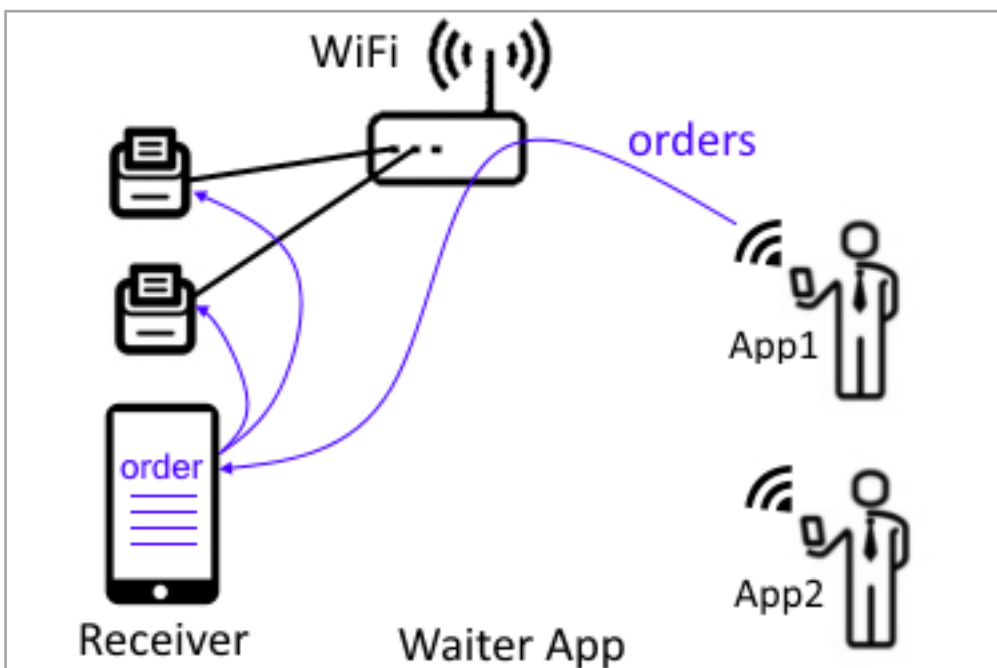 WiFi
orders
App1
order
App2
Receiver
Waiter App